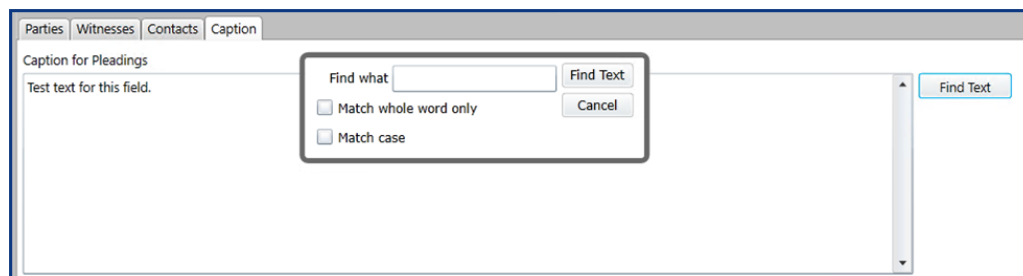 Parties Witnesses Contacts Caption
Caption for Pleadings
Test text for this field.
Find what
Find Text
Match whole word only
Cancel
Match case
Find Text